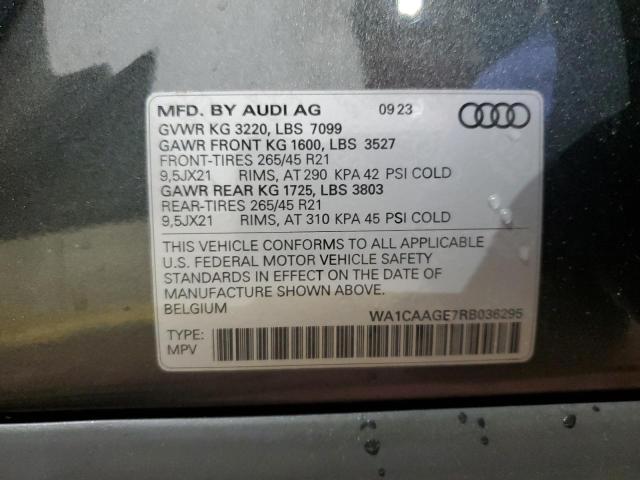 MFD. BY AUDI AG 09 23
GVWR KG 3220, LBS 7099
GAWR FRONT KG 1600, LBS 3527
FRONT-TIRES 265/45 R21
9,5JX21 RIMS, AT 290 KPA 42 PSI COLD
GAWR REAR KG 1725, LBS 3803
REAR-TIRES 265/45 R21
9,5JX21 RIMS, AT 310 KPA 45 PSI COLD
THIS VEHICLE CONFORMS TO ALL APPLICABLE
U.S. FEDERAL MOTOR VEHICLE SAFETY
STANDARDS IN EFFECT ON THE DATE OF
MANUFACTURE SHOWN ABOVE.
BELGIUM WA1CAAGE7RB036295
TYPE:
MPV